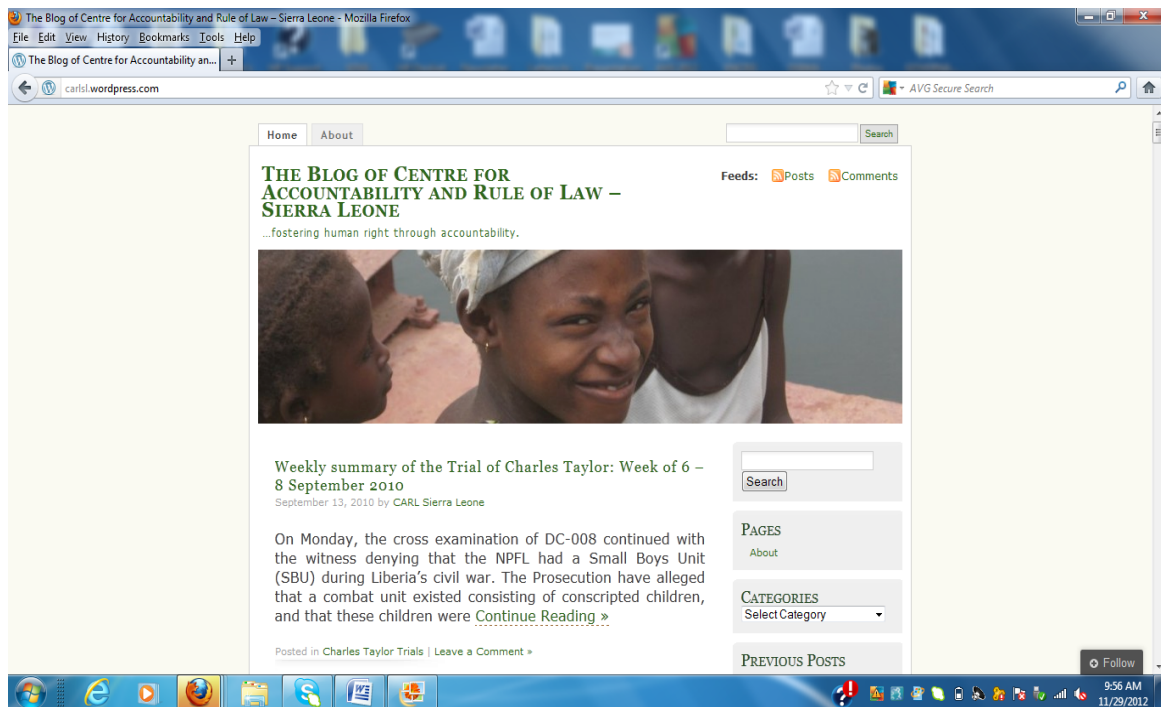 The Blog of Centre for Accountability and Rule of Law – Sierra Leone - Mozilla Firefox
File Edit View History Bookmarks Tools Help
The Blog of Centre for Accountability an... +
carlsl.wordpress.com
AVG Secure Search
Home About
Search
The Blog of Centre for
Accountability and Rule of Law –
Sierra Leone
Feeds: Posts Comments
...fostering human right through accountability.
Weekly summary of the Trial of Charles Taylor: Week of 6 –
8 September 2010
September 13, 2010 by CARL Sierra Leone
On Monday, the cross examination of DC-008 continued with
the witness denying that the NPFL had a Small Boys Unit
(SBU) during Liberia's civil war. The Prosecution have alleged
that a combat unit existed consisting of conscripted children,
and that these children were Continue Reading »
Posted in Charles Taylor Trials | Leave a Comment »
Search
Pages
About
Categories
Select Category
Previous Posts
Follow
9:56 AM
11/29/2012